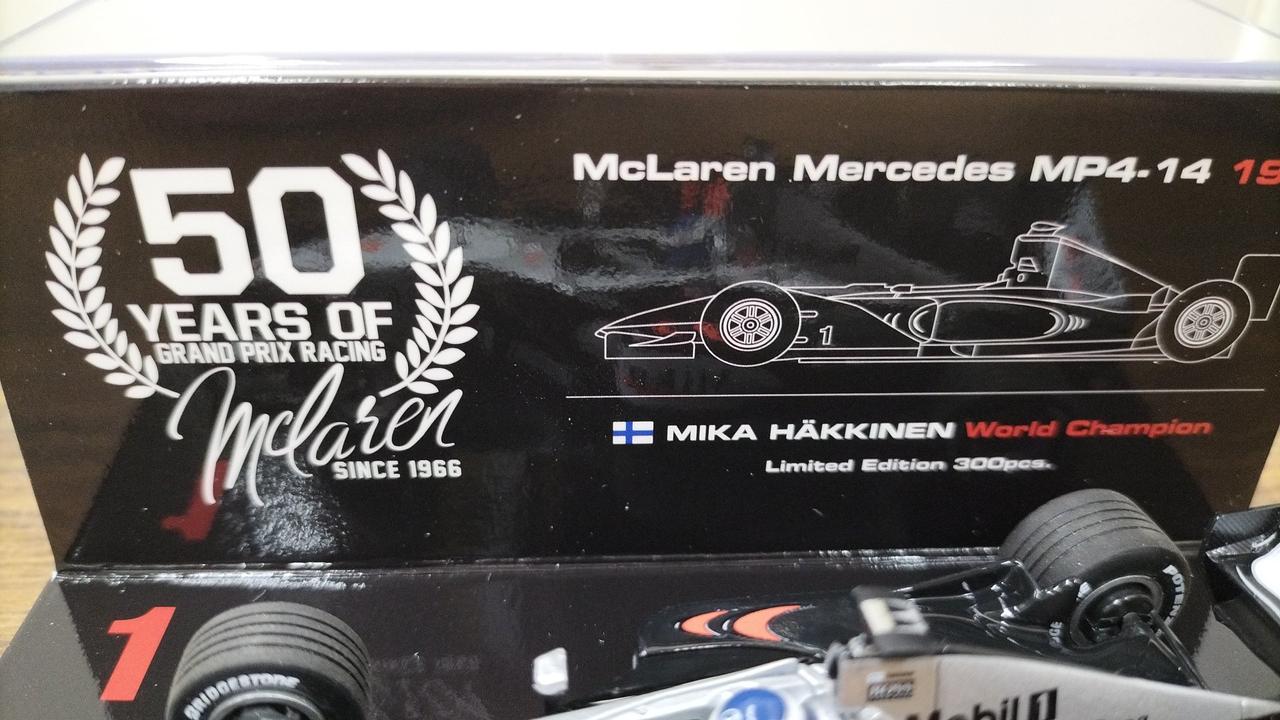 50
YEARS OF
GRAND PRIX RACING
McLaren
SINCE 1966
McLaren Mercedes MP4-14 19
1
MIKA HÄKKINEN World Champion
Limited Edition 300pcs.
1
BRIDGESTONE
Mobil 1